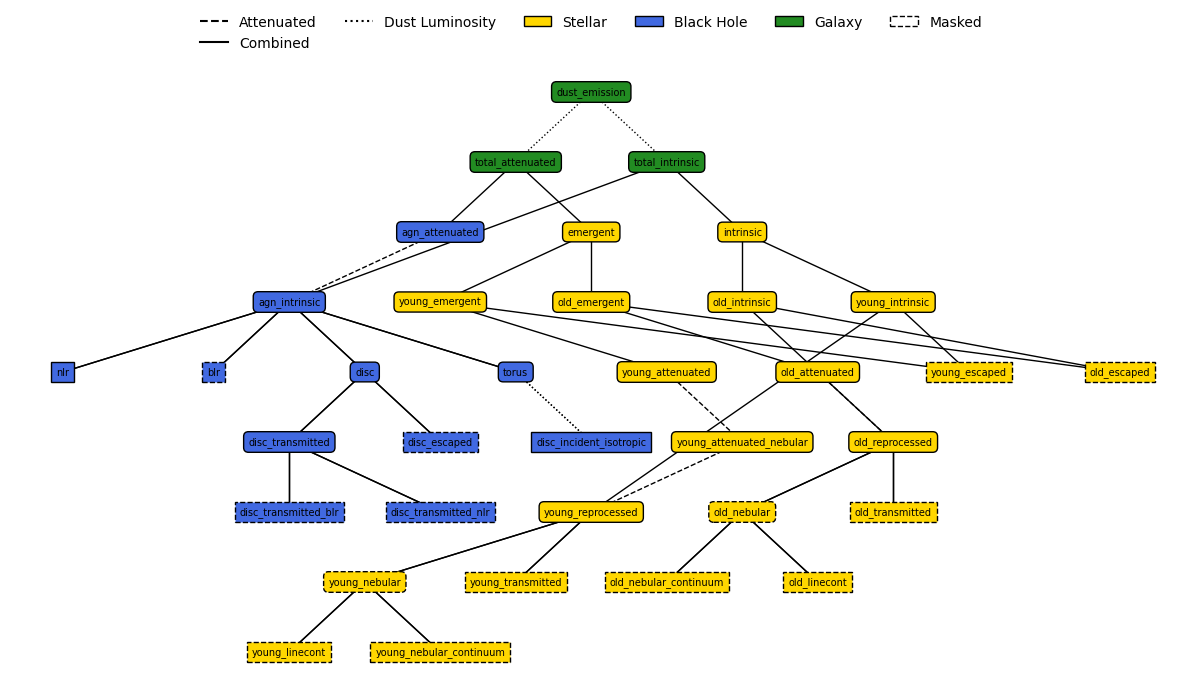 Attenuated Dust Luminosity Stellar Black Hole Galaxy Masked
Combined
dust_emission
total_attenuated total_intrinsic
agn_attenuated emergent intrinsic
agn_intrinsic young_emergent old_emergent old_intrinsic young_intrinsic
nlr blr disc torus young_attenuated old_attenuated young_escaped old_escaped
disc_transmitted disc_escaped disc_incident_isotropic young_attenuated_nebular old_reprocessed
disc_transmitted_blr disc_transmitted_nlr young_reprocessed old_nebular old_transmitted
young_nebular young_transmitted old_nebular_continuum old_linecont
young_linecont young_nebular_continuum